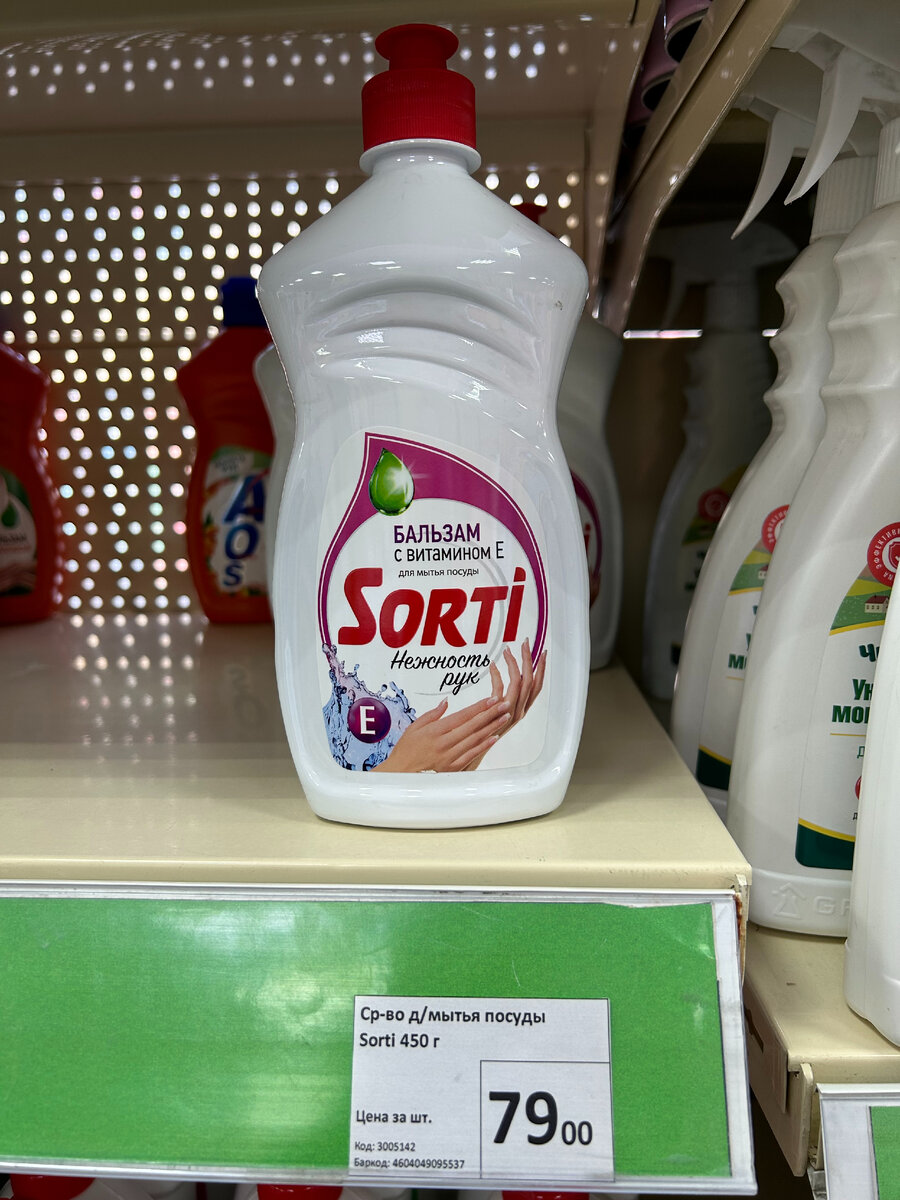 БАЛЬЗАМ
С ВИТАМИНОМ Е
ДЛЯ МЫТЬЯ ПОСУДЫ
SORTI
Нежность
рук
E
AOS
Ср-во д/мытья посуды
Sorti 450 г
Цена за шт.
79 00
Код: 3005142
Баркод: 4604049095537